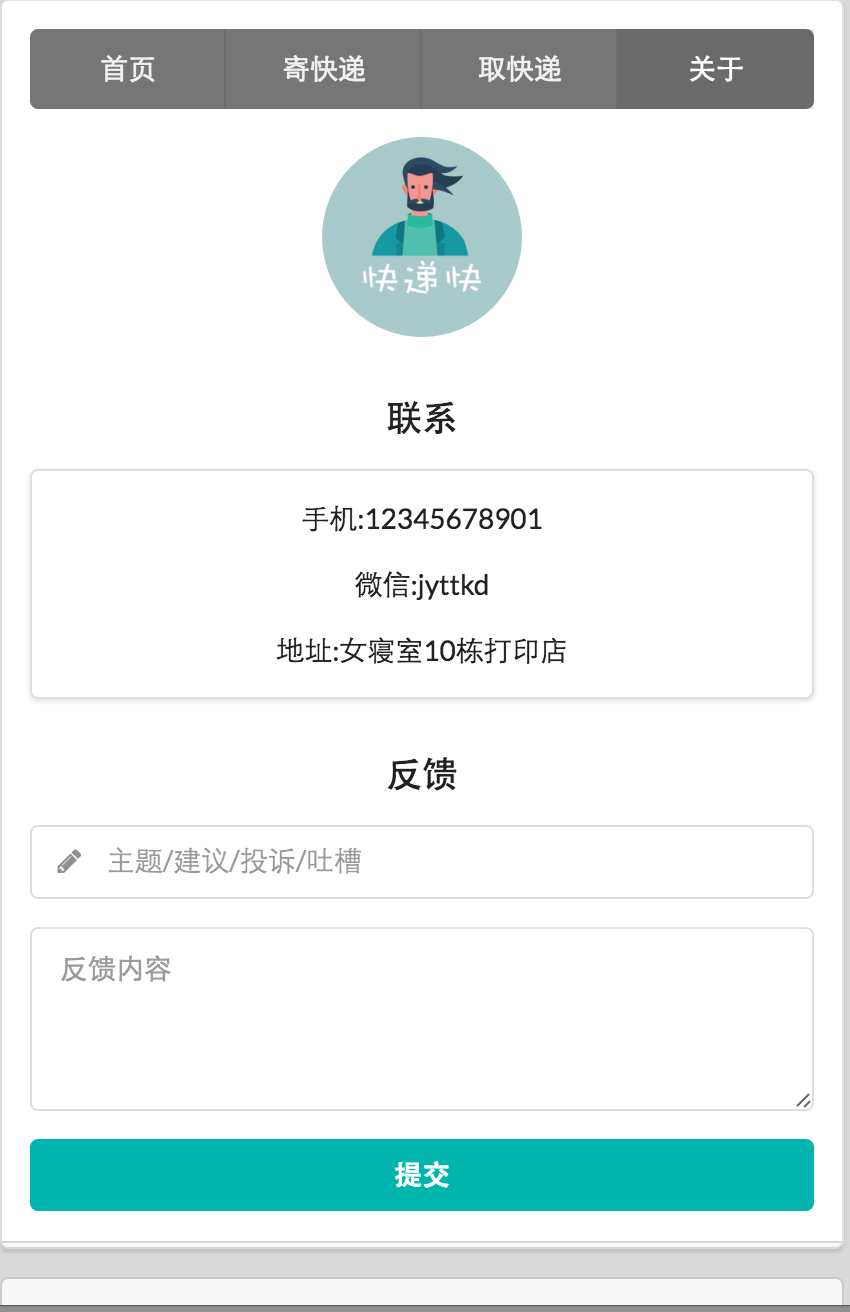 首页 寄快递 取快递 关于
快递快
联系
手机:12345678901
微信:jyttkd
地址:女寝室10栋打印店
反馈
主题/建议/投诉/吐槽
反馈内容
提交